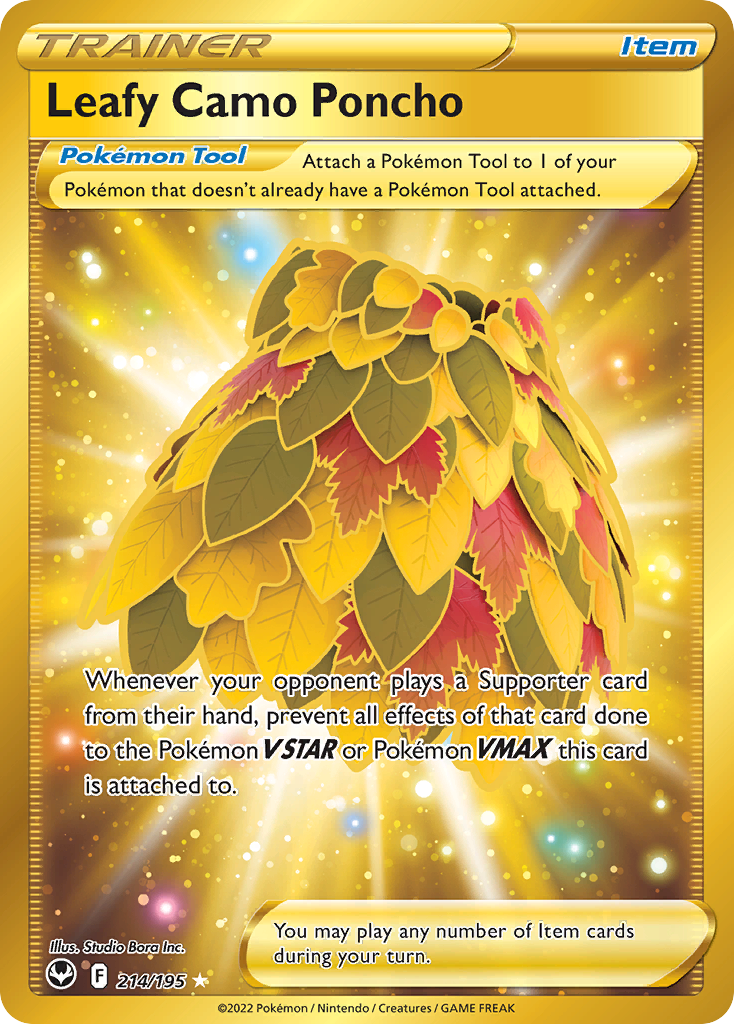 TRAINER
Item
Leafy Camo Poncho
Pokémon Tool
Attach a Pokémon Tool to 1 of your
Pokémon that doesn't already have a Pokémon Tool attached.
Whenever your opponent plays a Supporter card
from their hand, prevent all effects of that card done
to the Pokémon VSTAR or Pokémon VMAX this card
is attached to.
You may play any number of Item cards
during your turn.
Illus. Studio Bora Inc.
F 214/195 ★
©2022 Pokémon / Nintendo / Creatures / GAME FREAK